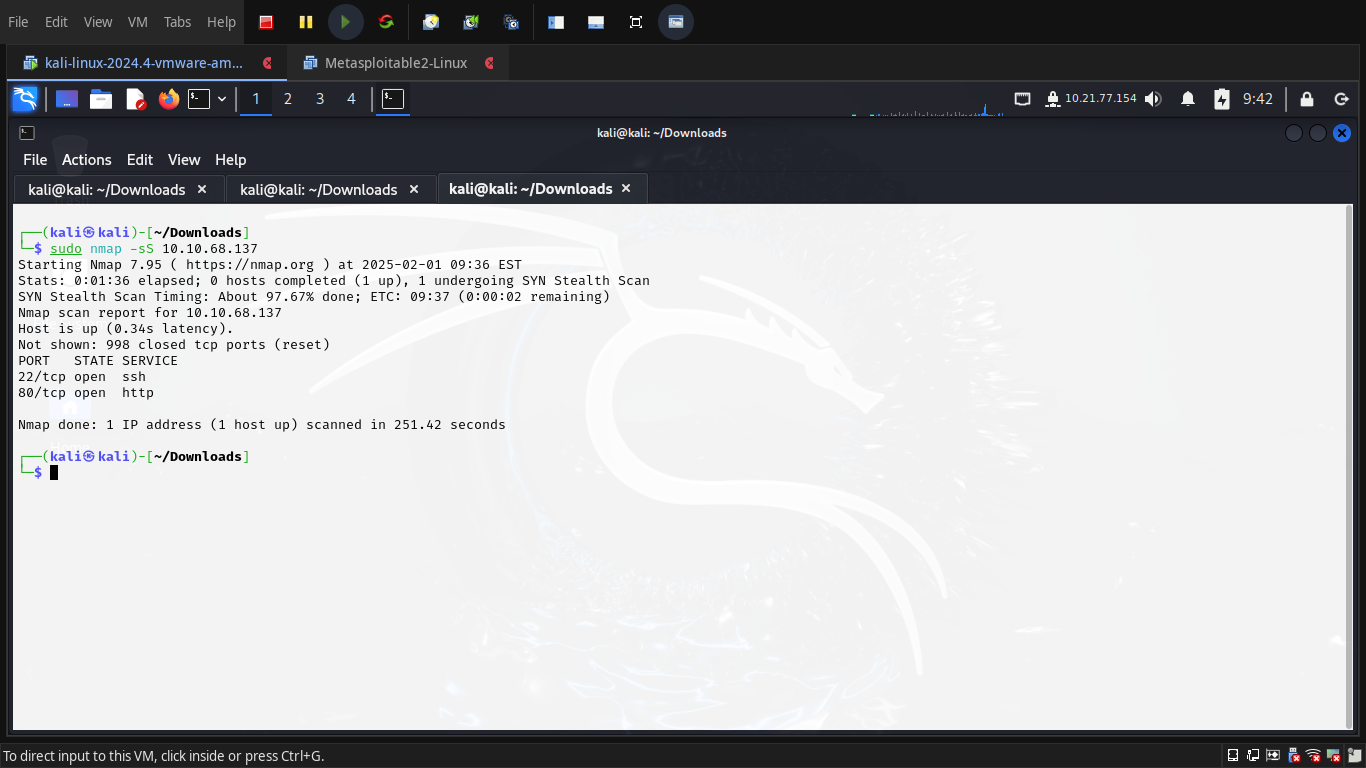 File Edit View VM Tabs Help
kali-linux-2024.4-vmware-am... Metasploitable2-Linux
1 2 3 4 10.21.77.154 9:42
kali@kali: ~/Downloads
File Actions Edit View Help
kali@kali: ~/Downloads kali@kali: ~/Downloads kali@kali: ~/Downloads
┌──(kali㉿kali)-[~/Downloads]
└─$ sudo nmap -sS 10.10.68.137
Starting Nmap 7.95 ( https://nmap.org ) at 2025-02-01 09:36 EST
Stats: 0:01:36 elapsed; 0 hosts completed (1 up), 1 undergoing SYN Stealth Scan
SYN Stealth Scan Timing: About 97.67% done; ETC: 09:37 (0:00:02 remaining)
Nmap scan report for 10.10.68.137
Host is up (0.34s latency).
Not shown: 998 closed tcp ports (reset)
PORT   STATE SERVICE
22/tcp open  ssh
80/tcp open  http
Nmap done: 1 IP address (1 host up) scanned in 251.42 seconds
┌──(kali㉿kali)-[~/Downloads]
└─$
To direct input to this VM, click inside or press Ctrl+G.